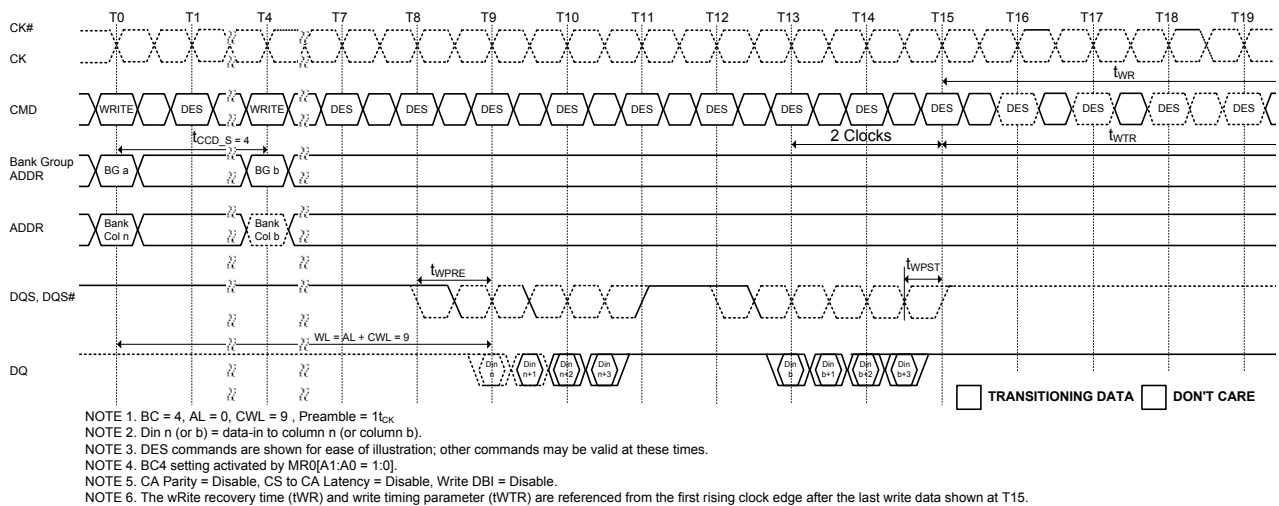 T0 T1 T4 T7 T8 T9 T10 T11 T12 T13 T14 T15 T16 T17 T18 T19
CK#
CK
tWR
CMD WRITE DES WRITE DES DES DES DES DES DES DES DES DES DES DES DES DES
tCCD_S = 4 2 Clocks tWTR
Bank Group
ADDR
BG a BG b
ADDR
Bank
Col n
Bank
Col b
tWPRE tWPST
DQS, DQS#
WL = AL + CWL = 9
DQ
Din
n
Din
n+1
Din
n+2
Din
n+3
Din
b
Din
b+1
Din
b+2
Din
b+3
TRANSITIONING DATA DON'T CARE
NOTE 1. BC = 4, AL = 0, CWL = 9 , Preamble = 1tCK
NOTE 2. Din n (or b) = data-in to column n (or column b).
NOTE 3. DES commands are shown for ease of illustration; other commands may be valid at these times.
NOTE 4. BC4 setting activated by MR0[A1:A0 = 1:0].
NOTE 5. CA Parity = Disable, CS to CA Latency = Disable, Write DBI = Disable.
NOTE 6. The wRite recovery time (tWR) and write timing parameter (tWTR) are referenced from the first rising clock edge after the last write data shown at T15.